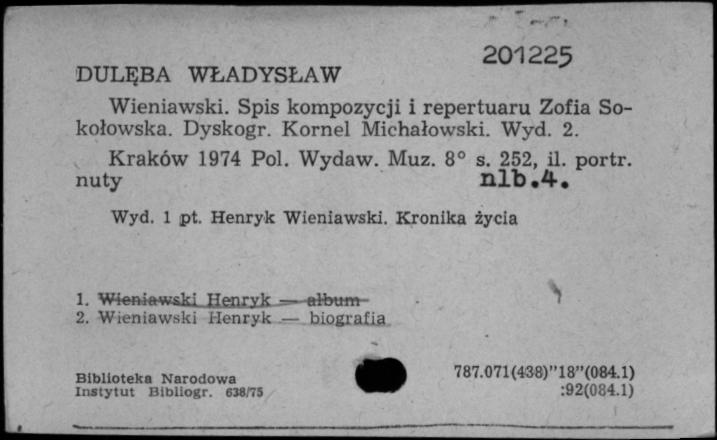 201225
DULĘBA WŁADYSŁAW
Wieniawski. Spis kompozycji i repertuaru Zofia So-
kołowska. Dyskogr. Kornel Michałowski. Wyd. 2.
Kraków 1974 Pol. Wydaw. Muz. 8° s. 252, il. portr.
nuty nlb.4.
Wyd. 1 pt. Henryk Wieniawski. Kronika życia
1. Wieniawski Henryk — album
2. Wieniawski Henryk — biografia
Biblioteka Narodowa
Instytut Bibliogr. 638/75
787.071(438)"18"(084.1)
:92(084.1)